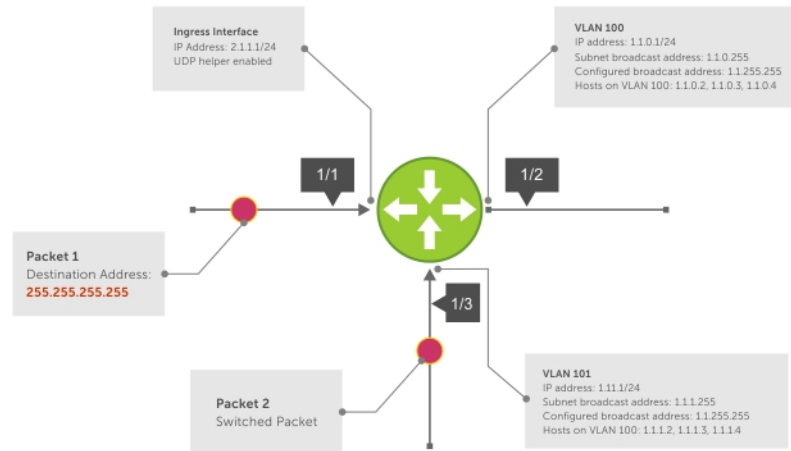 Ingress Interface
IP Address: 2.1.1.1/24
UDP helper enabled
VLAN 100
IP address: 1.1.0.1/24
Subnet broadcast address: 1.1.0.255
Configured broadcast address: 1.1.255.255
Hosts on VLAN 100: 1.1.0.2, 1.1.0.3, 1.1.0.4
1/1
1/2
Packet 1
Destination Address:
255.255.255.255
1/3
VLAN 101
IP address: 1.11.1/24
Subnet broadcast address: 1.1.1.255
Configured broadcast address: 1.1.255.255
Hosts on VLAN 100: 1.1.1.2, 1.1.1.3, 1.1.1.4
Packet 2
Switched Packet